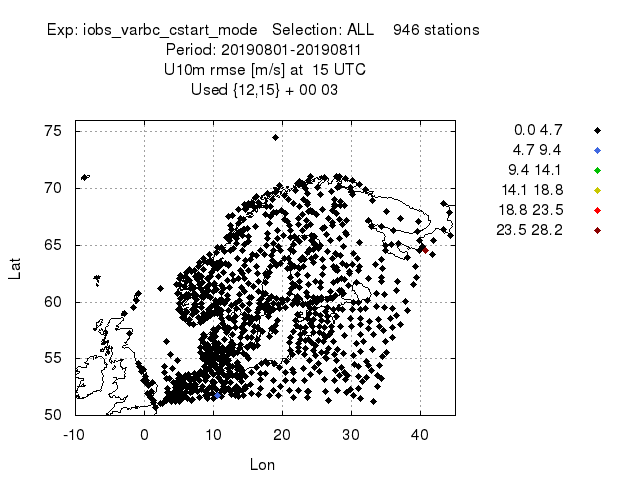 Exp: iobs_varbc_cstart_mode Selection: ALL 946 stations
Period: 20190801-20190811
U10m rmse [m/s] at 15 UTC
Used {12,15} + 00 03
0.0 4.7
4.7 9.4
9.4 14.1
14.1 18.8
18.8 23.5
23.5 28.2
75
70
65
60
55
50
Lat
-10 0 10 20 30 40
Lon